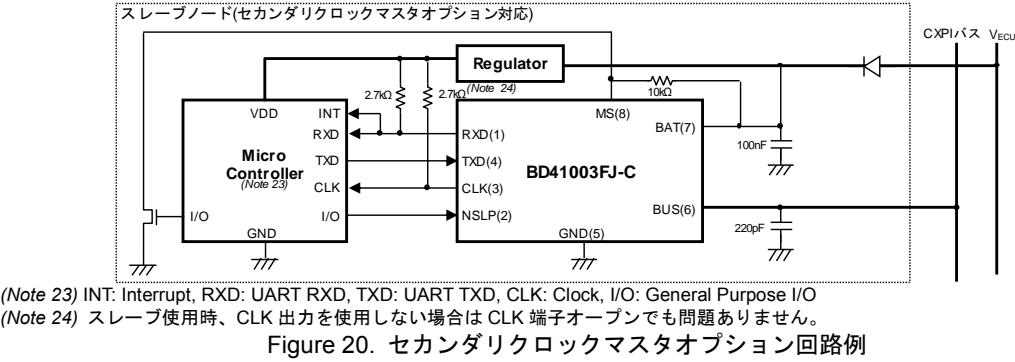 スレーブノード(セカンダリクロックマスタオプション対応)
CXPIバス VECU
Regulator
(Note 24)
2.7kΩ 2.7kΩ
10kΩ
VDD INT
RXD
TXD
CLK
I/O
I/O
GND
Micro
Controller
(Note 23)
MS(8)
RXD(1)
TXD(4)
CLK(3)
NSLP(2)
BAT(7)
BUS(6)
GND(5)
BD41003FJ-C
100nF
220pF
(Note 23) INT: Interrupt, RXD: UART RXD, TXD: UART TXD, CLK: Clock, I/O: General Purpose I/O
(Note 24) スレーブ使用時、CLK 出力を使用しない場合は CLK 端子オープンでも問題ありません。
Figure 20. セカンダリクロックマスタオプション回路例